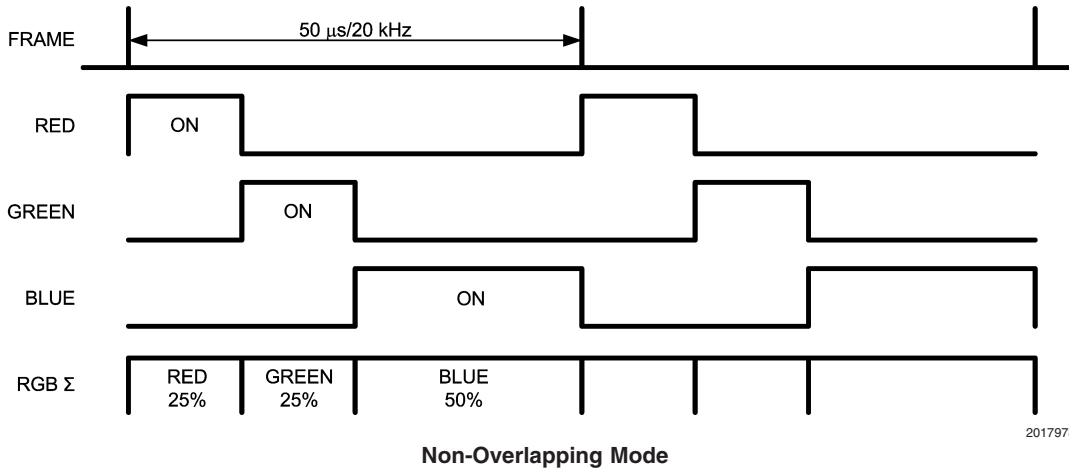 FRAME
50 μs/20 kHz
RED
ON
GREEN
ON
BLUE
ON
RGB Σ
RED
25%
GREEN
25%
BLUE
50%
Non-Overlapping Mode